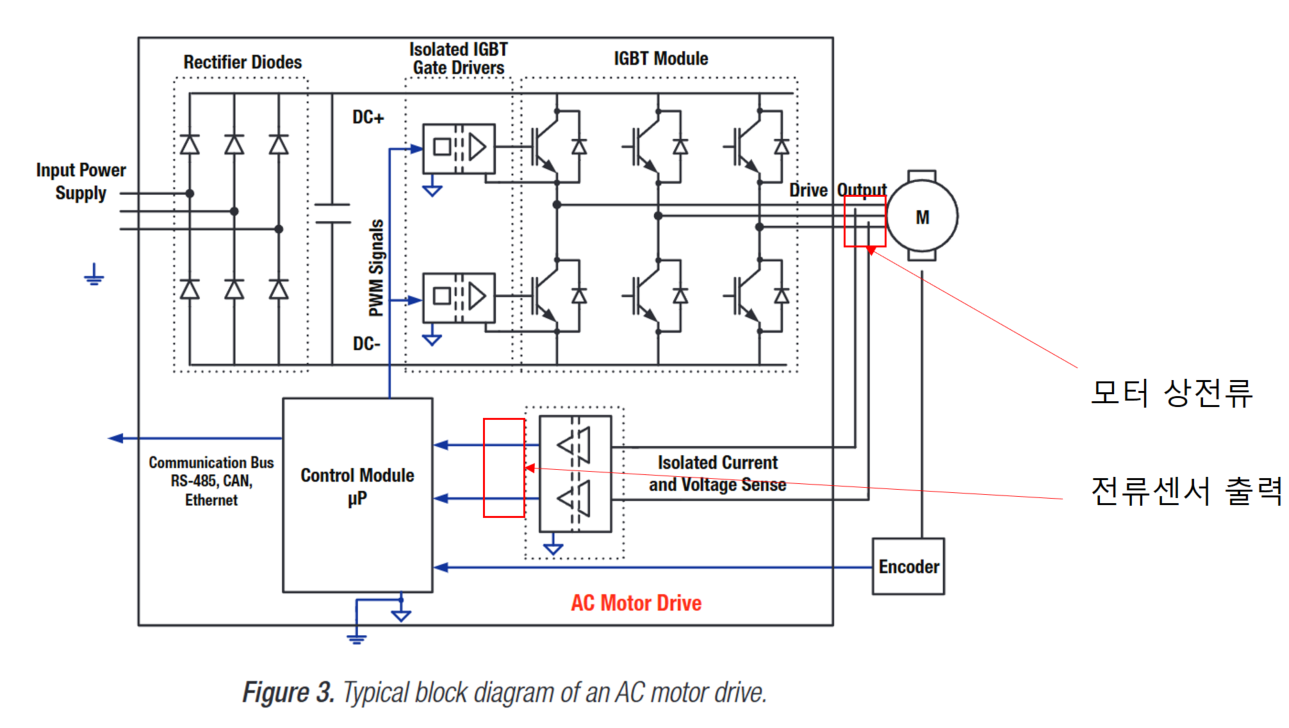 Rectifier Diodes
Isolated IGBT
Gate Drivers
IGBT Module
DC+
Input Power
Supply
PWM Signals
Drive Output
M
DC-
모터 상전류
Communication Bus
RS-485, CAN,
Ethernet
Control Module
µP
Isolated Current
and Voltage Sense
전류센서 출력
Encoder
AC Motor Drive
Figure 3. Typical block diagram of an AC motor drive.